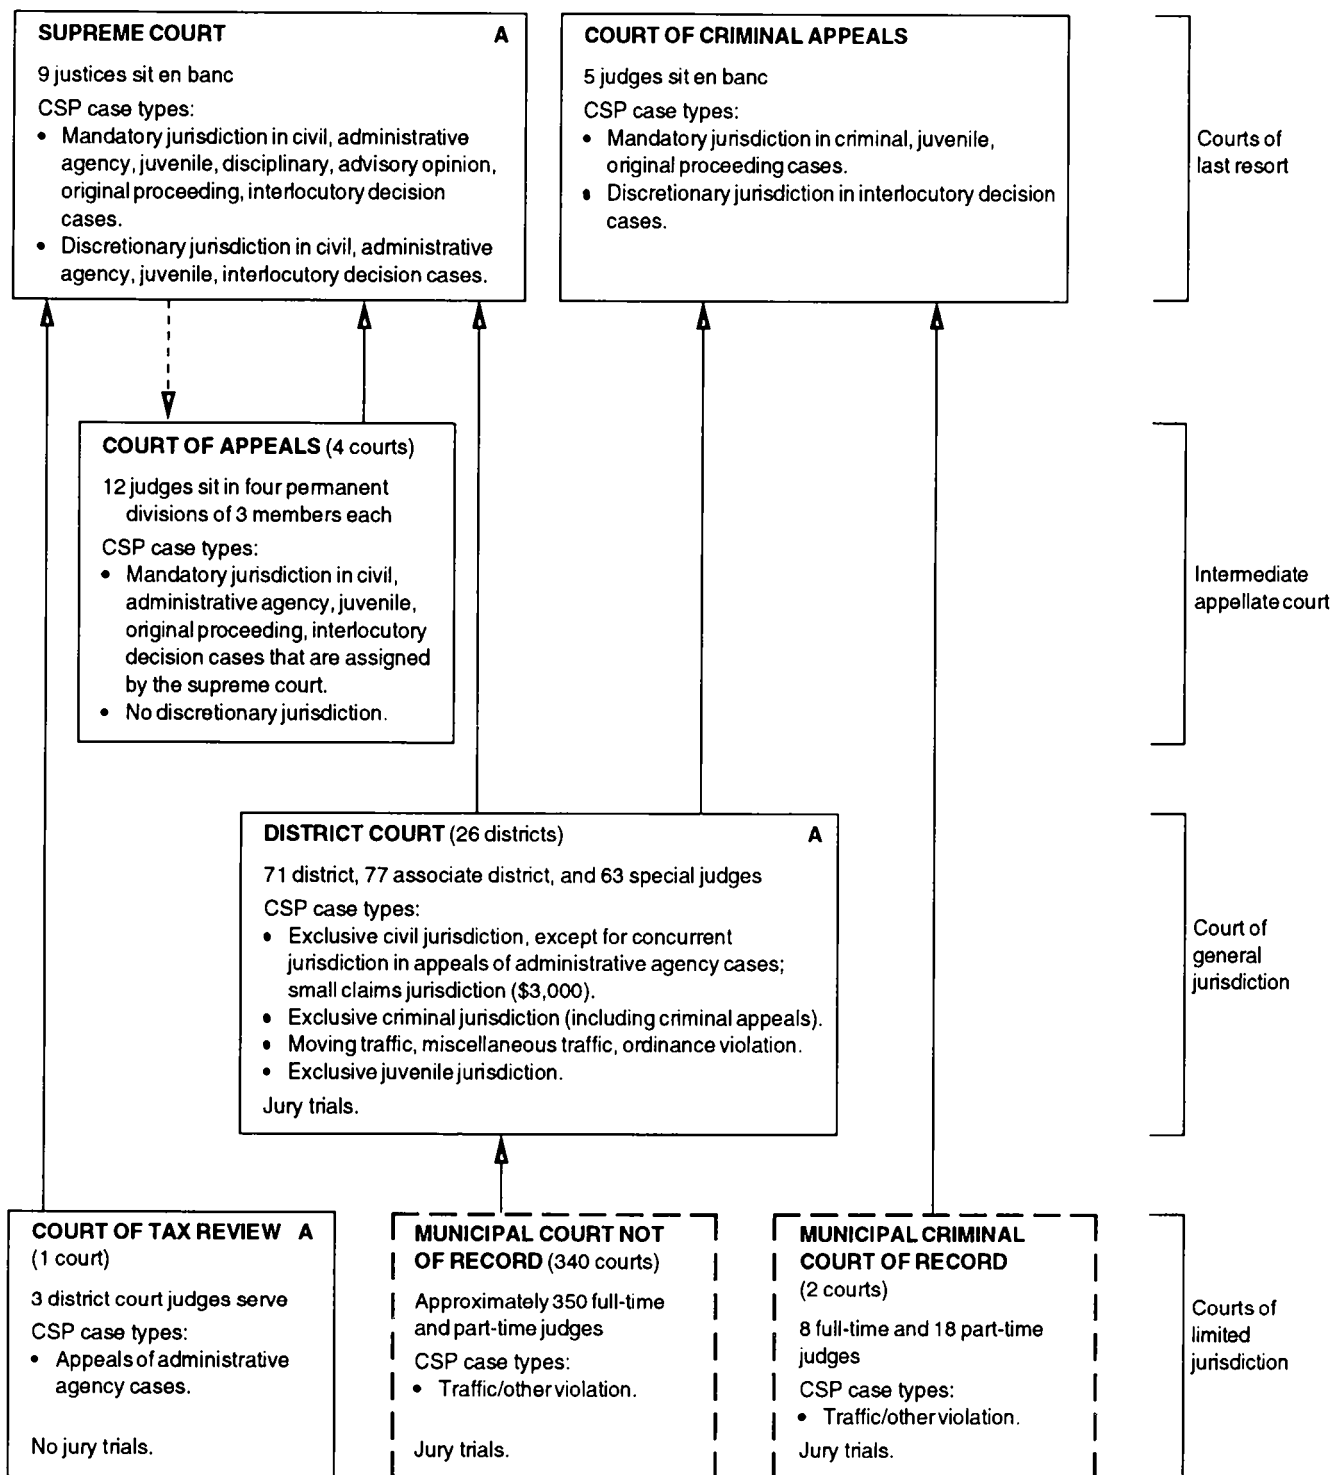 SUPREME COURT A
9 justices sit en banc
CSP case types:
• Mandatory jurisdiction in civil, administrative
agency, juvenile, disciplinary, advisory opinion,
original proceeding, interlocutory decision
cases.
• Discretionary jurisdiction in civil, administrative
agency, juvenile, interlocutory decision cases.
COURT OF CRIMINAL APPEALS
5 judges sit en banc
CSP case types:
• Mandatory jurisdiction in criminal, juvenile,
original proceeding cases.
• Discretionary jurisdiction in interlocutory decision
cases.
Courts of
last resort
COURT OF APPEALS (4 courts)
12 judges sit in four permanent
divisions of 3 members each
CSP case types:
• Mandatory jurisdiction in civil,
administrative agency, juvenile,
original proceeding, interlocutory
decision cases that are assigned
by the supreme court.
• No discretionary jurisdiction.
Intermediate
appellate court
DISTRICT COURT (26 districts) A
71 district, 77 associate district, and 63 special judges
CSP case types:
• Exclusive civil jurisdiction, except for concurrent
jurisdiction in appeals of administrative agency cases;
small claims jurisdiction ($3,000).
• Exclusive criminal jurisdiction (including criminal appeals).
• Moving traffic, miscellaneous traffic, ordinance violation.
• Exclusive juvenile jurisdiction.
Jury trials.
Court of
general
jurisdiction
COURT OF TAX REVIEW A
(1 court)
3 district court judges serve
CSP case types:
• Appeals of administrative
agency cases.
No jury trials.
MUNICIPAL COURT NOT
OF RECORD (340 courts)
Approximately 350 full-time
and part-time judges
CSP case types:
• Traffic/other violation.
Jury trials.
MUNICIPAL CRIMINAL
COURT OF RECORD
(2 courts)
8 full-time and 18 part-time
judges
CSP case types:
• Traffic/other violation.
Jury trials.
Courts of
limited
jurisdiction